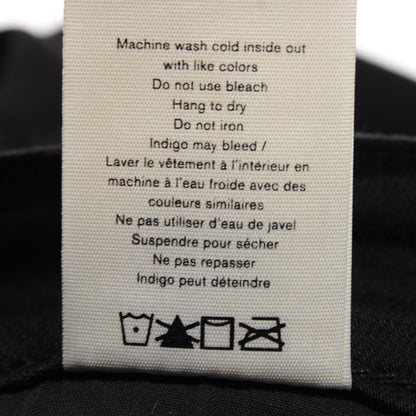 Machine wash cold inside out
with like colors
Do not use bleach
Hang to dry
Do not iron
Indigo may bleed /
Laver le vêtement à l'intérieur en
machine à l'eau froide avec des
couleurs similaires
Ne pas utiliser d'eau de javel
Suspendre pour sécher
Ne pas repasser
Indigo peut déteindre